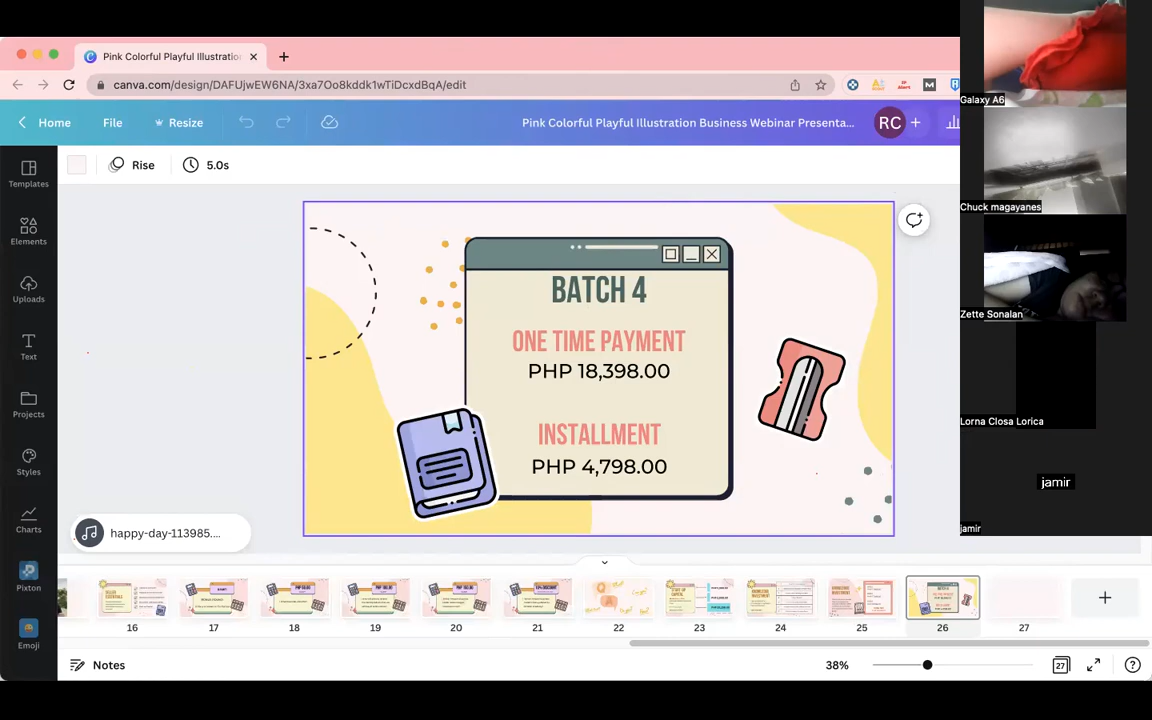 Pink Colorful Playful Illustration
canva.com/design/DAFUjwEW6NA/3xa7Oo8kddk1wTiDcxdBqA/edit
Home
File
Resize
Pink Colorful Playful Illustration Business Webinar Presenta...
RC
Rise
5.0s
Templates
Elements
Uploads
Text
Projects
Styles
Charts
Pixton
Emoji
BATCH 4
ONE TIME PAYMENT
PHP 18,398.00
INSTALLMENT
PHP 4,798.00
happy-day-113985....
16
17
18
19
20
21
22
23
24
25
26
27
Notes
38%
27
Galaxy A6
Chuck magayanes
Zette Sonalan
Lorna Closa Lorica
jamir
jamir